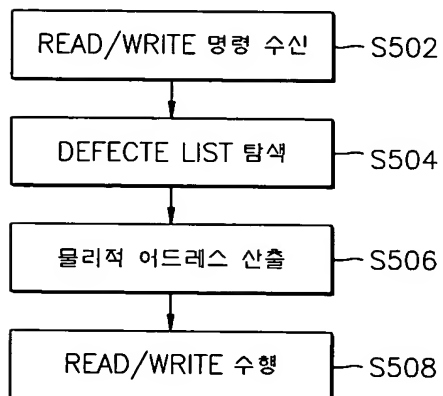 READ/WRITE 명령 수신
S502
DEFECTE LIST 탐색
S504
물리적 어드레스 산출
S506
READ/WRITE 수행
S508